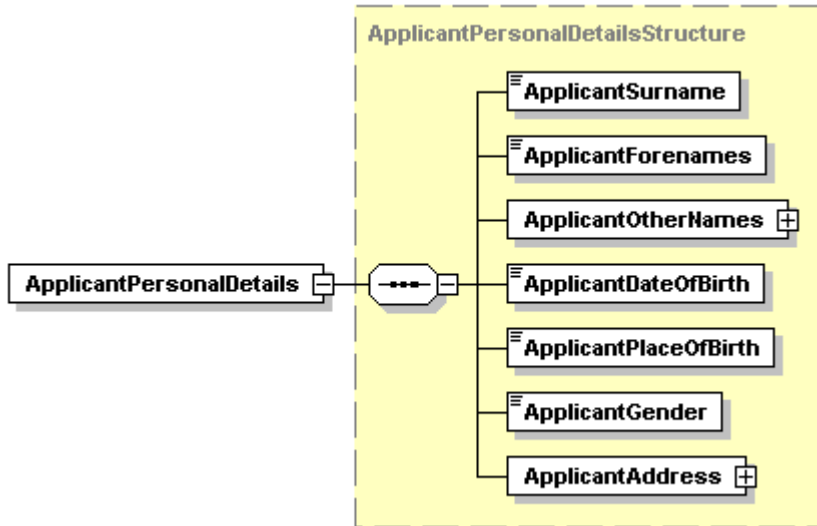 ApplicantPersonalDetailsStructure
ApplicantSurname
ApplicantForenames
ApplicantOtherNames
ApplicantPersonalDetails
ApplicantDateOfBirth
ApplicantPlaceOfBirth
ApplicantGender
ApplicantAddress